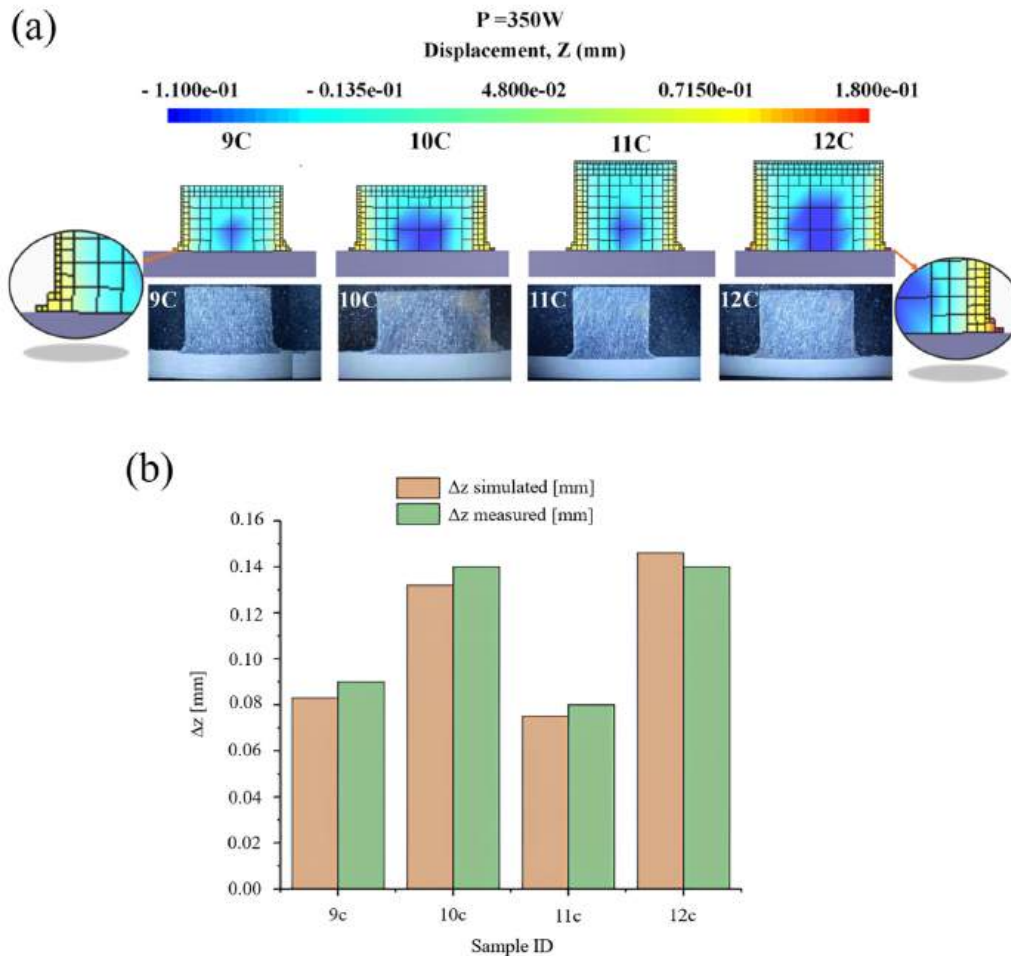 (a)
P =350W
Displacement, Z (mm)
- 1.100e-01 - 0.135e-01 4.800e-02 0.7150e-01 1.800e-01
9C 10C 11C 12C
9C 10C 11C 12C
(b)
Δz simulated [mm]
Δz measured [mm]
0.16
0.14
0.12
0.10
0.08
0.06
0.04
0.02
0.00
Δz [mm]
9c 10c 11c 12c
Sample ID